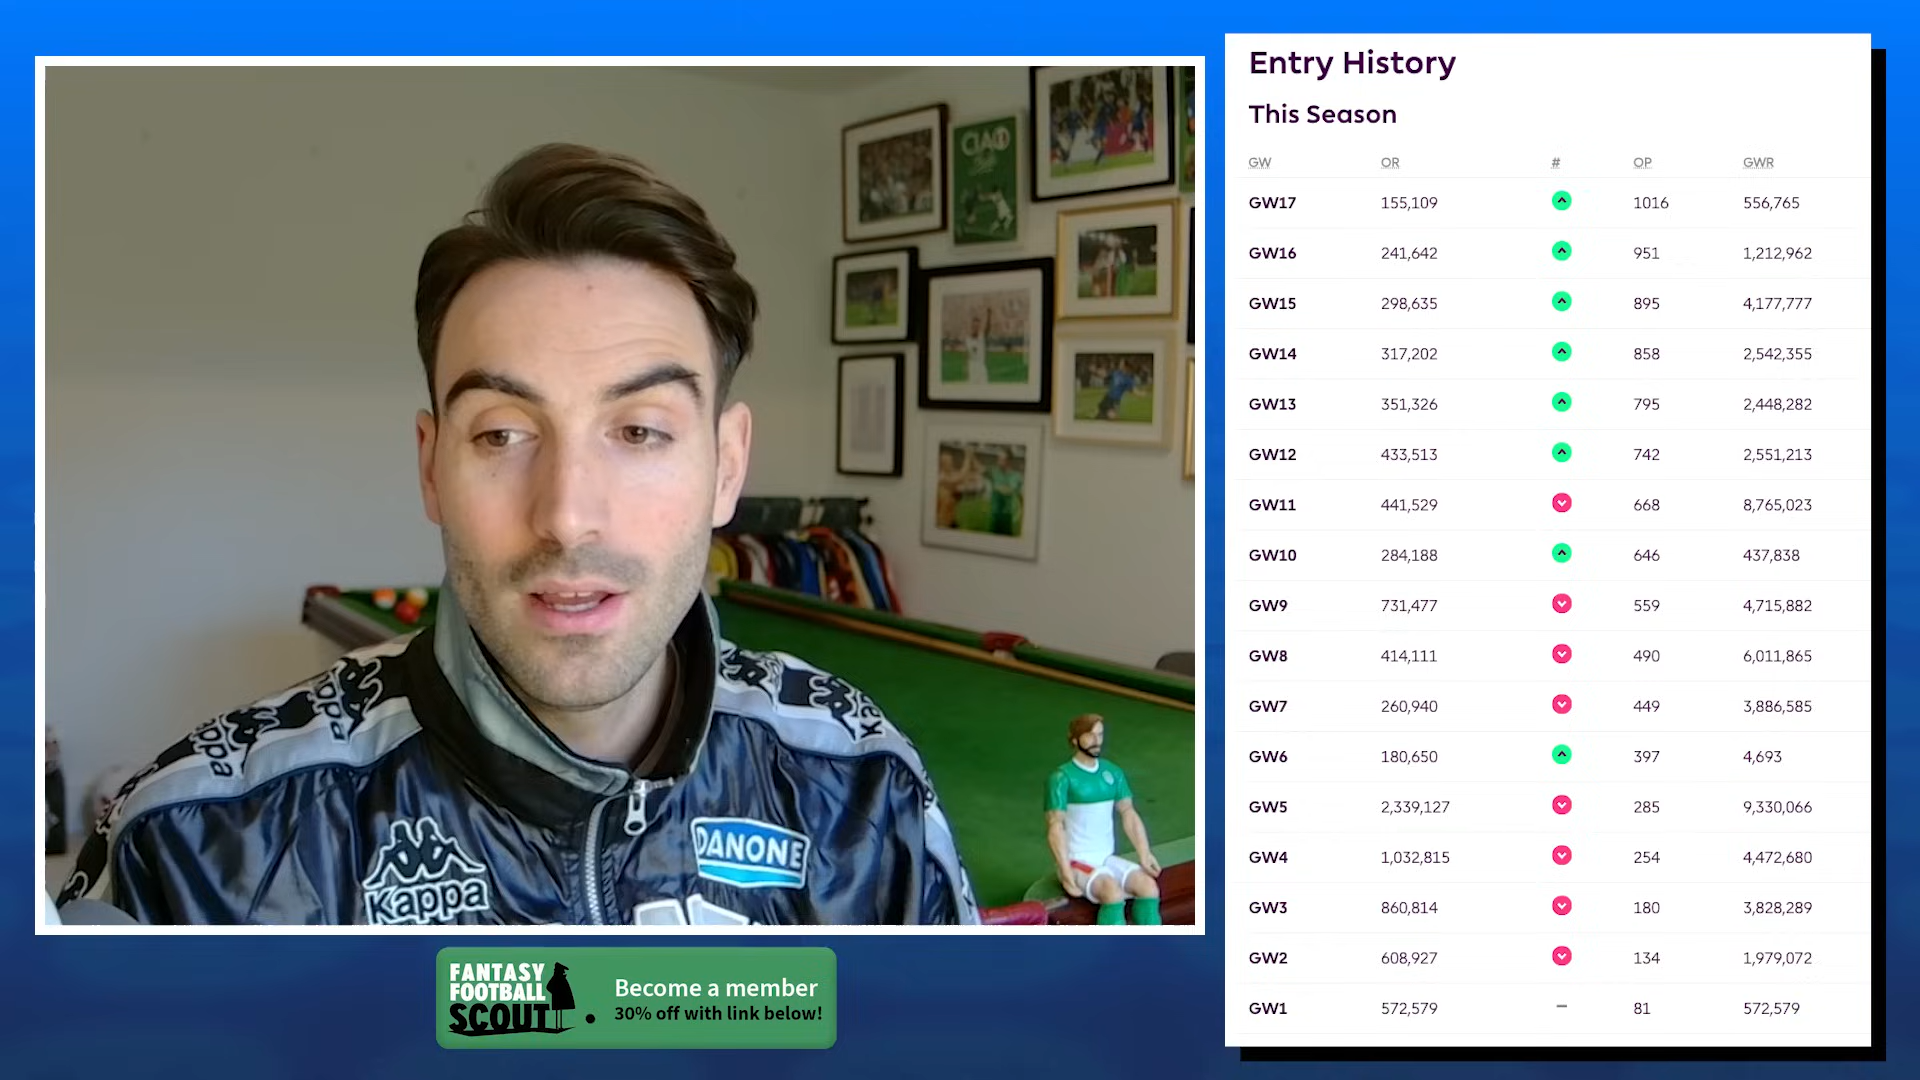 CIAO
Kappa
Kappa
Kappa
Kappa
DANONE
FANTASY
FOOTBALL
SCOUT
Become a member
30% off with link below!
Entry History
This Season
GW OR # OP GWR
GW17 155,109 1016 556,765
GW16 241,642 951 1,212,962
GW15 298,635 895 4,177,777
GW14 317,202 858 2,542,355
GW13 351,326 795 2,448,282
GW12 433,513 742 2,551,213
GW11 441,529 668 8,765,023
GW10 284,188 646 437,838
GW9 731,477 559 4,715,882
GW8 414,111 490 6,011,865
GW7 260,940 449 3,886,585
GW6 180,650 397 4,693
GW5 2,339,127 285 9,330,066
GW4 1,032,815 254 4,472,680
GW3 860,814 180 3,828,289
GW2 608,927 134 1,979,072
GW1 572,579 – 81 572,579